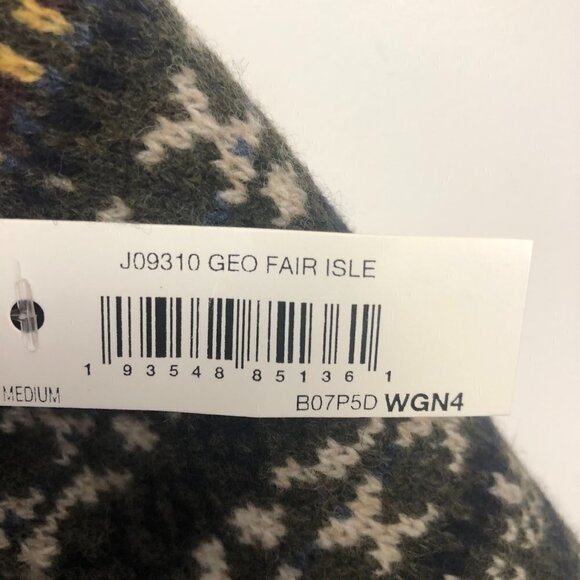 J09310 GEO FAIR ISLE
1 93548 85136 1
MEDIUM
B07P5D WGN4